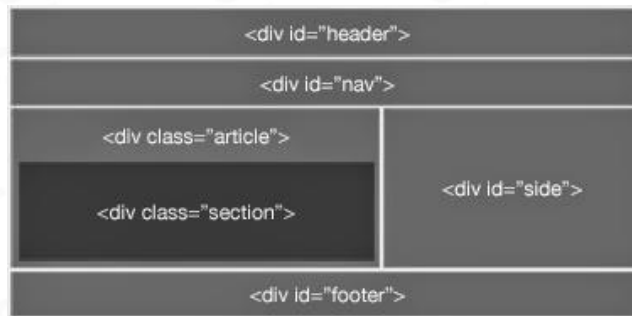 <div id=”header”>
<div id=”nav”>
<div class=”article”>
<div class=”section”>
<div id=”side”>
<div id=”footer”>